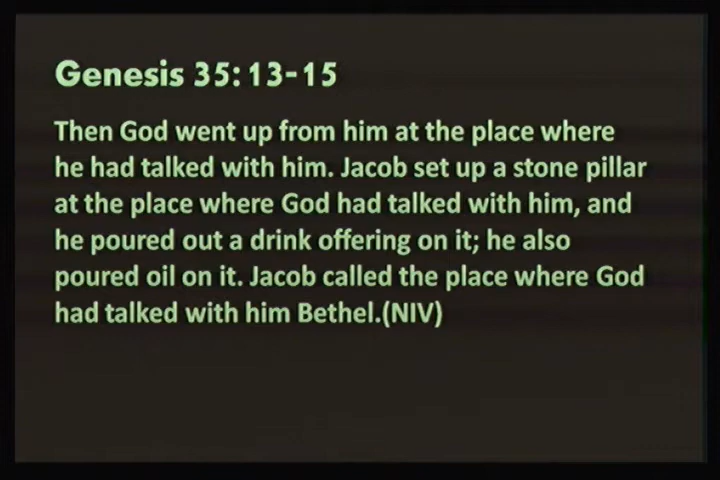 Genesis 35:13-15
Then God went up from him at the place where
he had talked with him. Jacob set up a stone pillar
at the place where God had talked with him, and
he poured out a drink offering on it; he also
poured oil on it. Jacob called the place where God
had talked with him Bethel.(NIV)